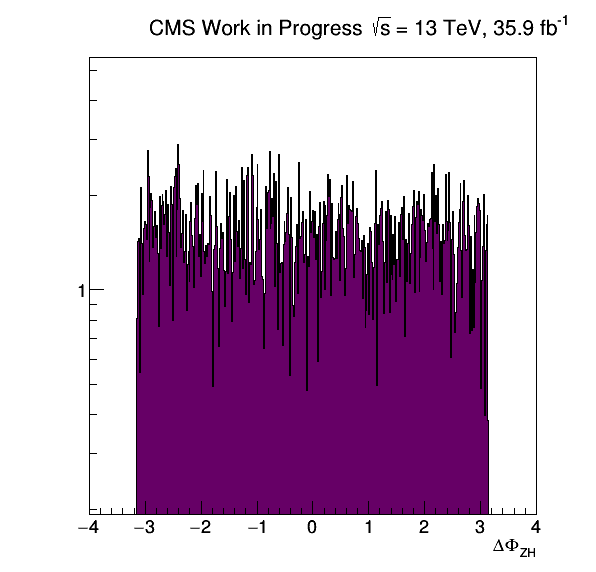 CMS Work in Progress √s = 13 TeV, 35.9 fb⁻¹
1
−4 −3 −2 −1 0 1 2 3 4
ΔΦ_ZH